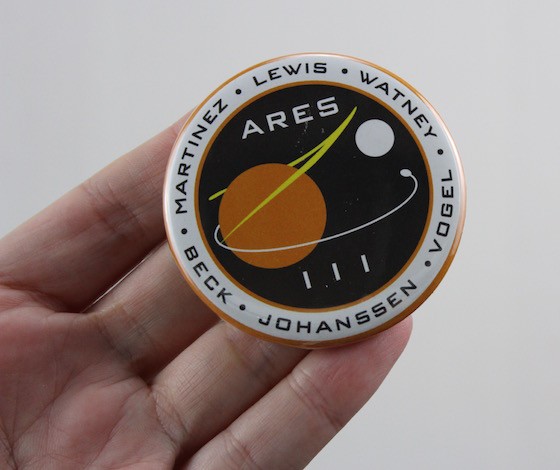 MARTINEZ • LEWIS • WATNEY • VOGEL • JOHANSSEN • BECK •
ARES
III